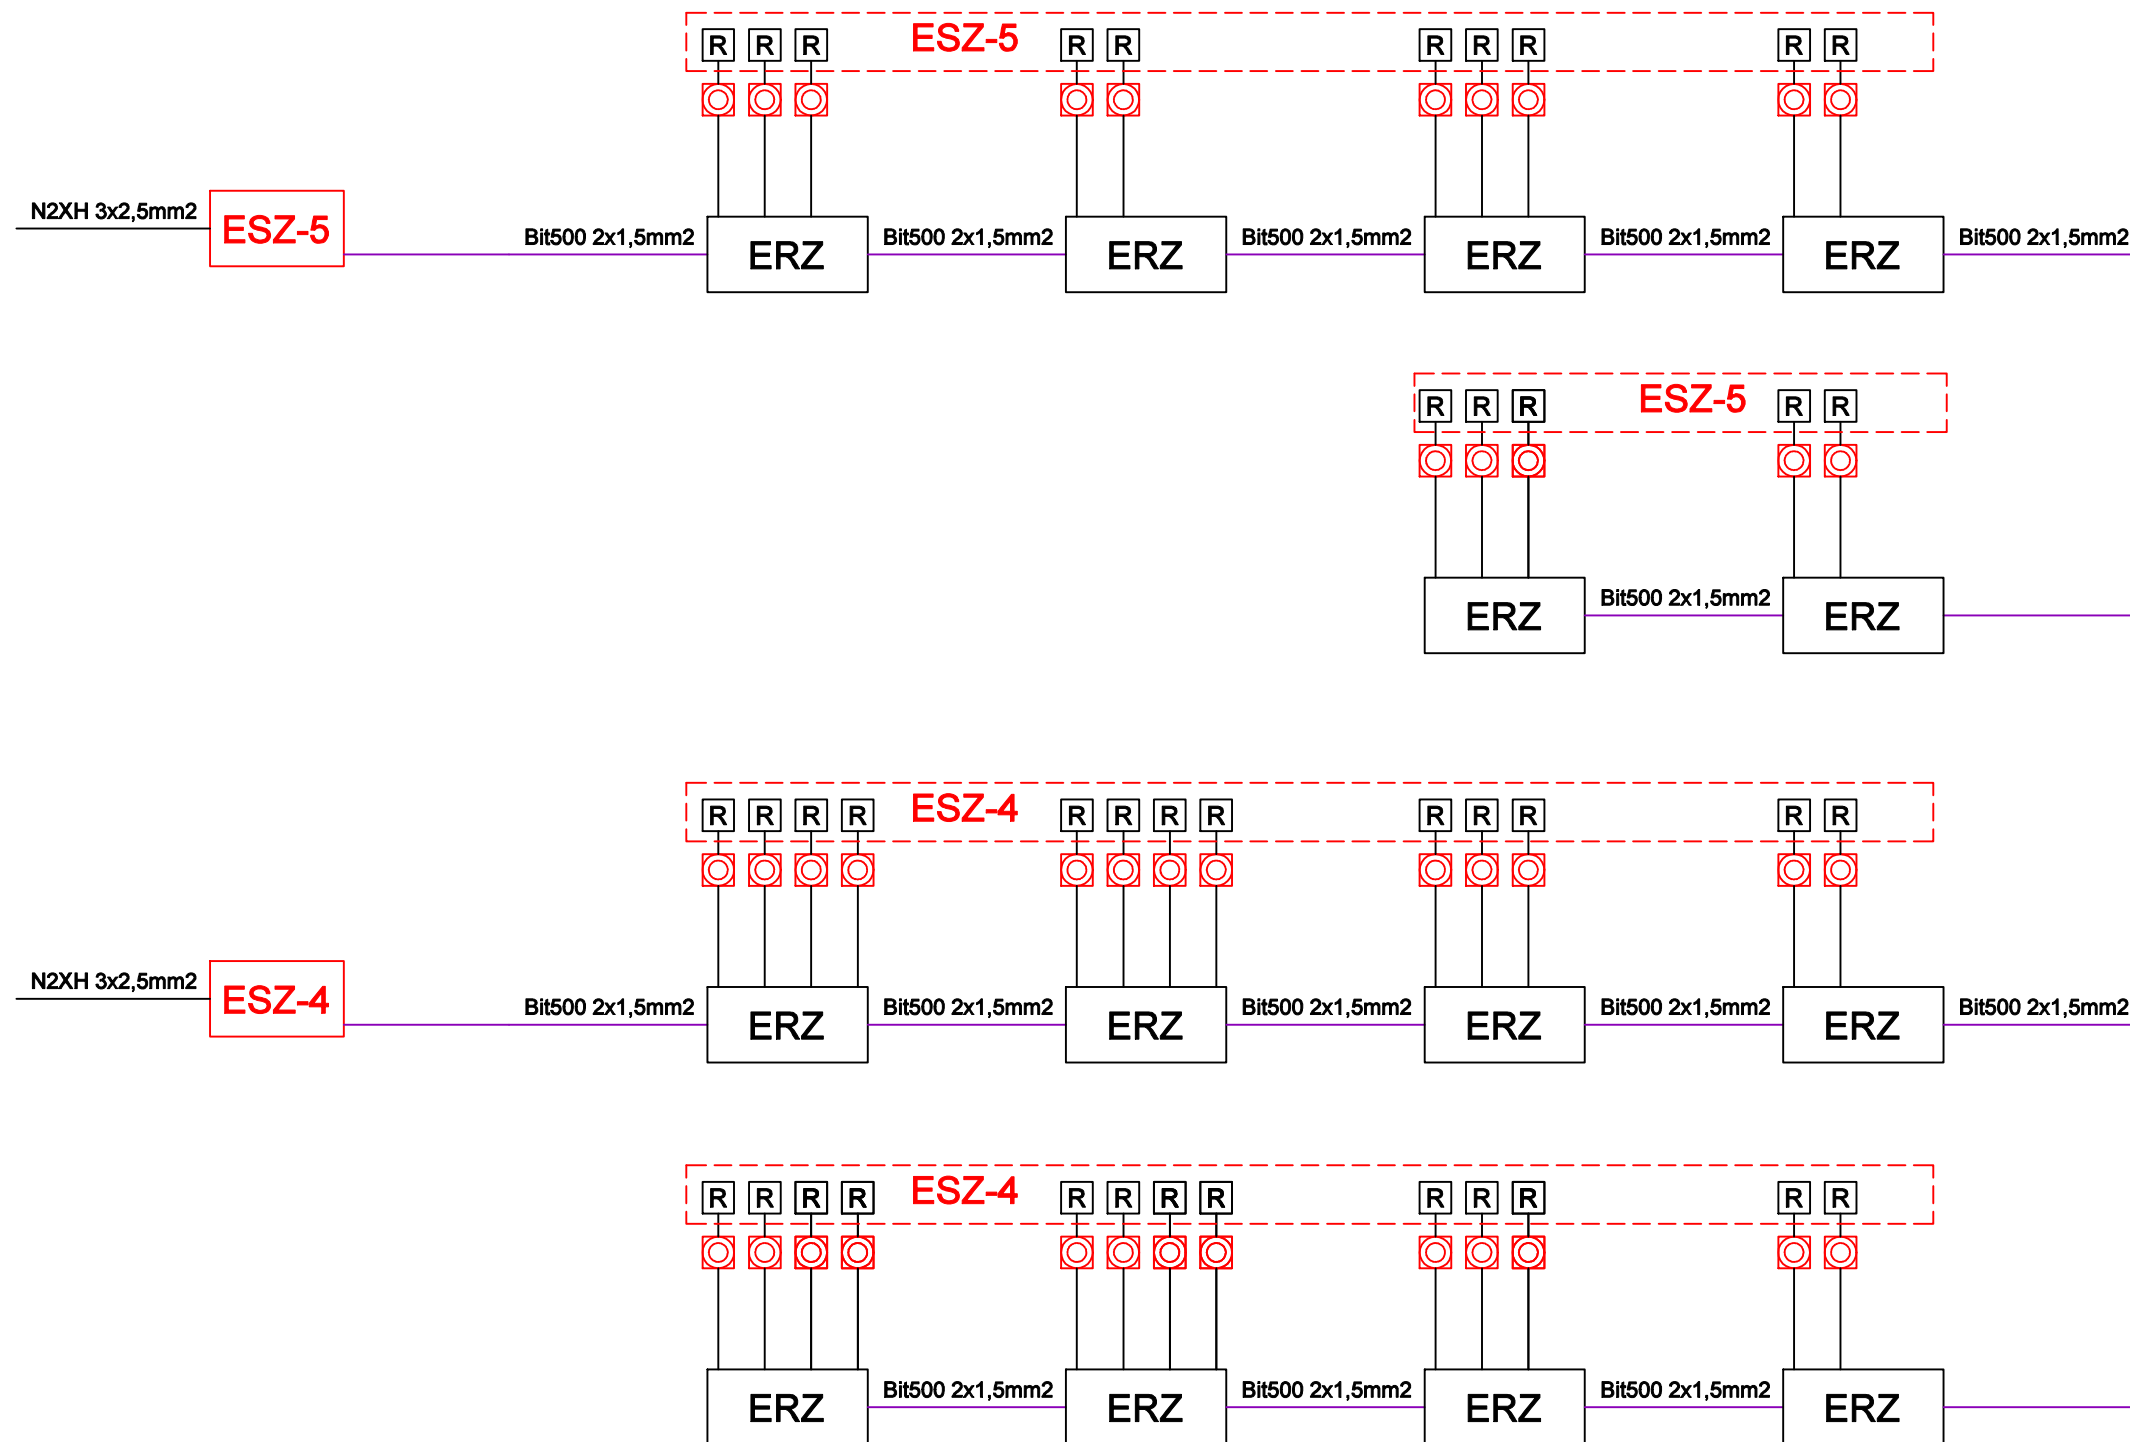 R R R ESZ-5 R R R R R R R
N2XH 3x2,5mm2 ESZ-5 Bit500 2x1,5mm2 ERZ Bit500 2x1,5mm2 ERZ Bit500 2x1,5mm2 ERZ Bit500 2x1,5mm2 ERZ Bit500 2x1,5mm2
R R R ESZ-5 R R
ERZ Bit500 2x1,5mm2 ERZ
R R R R ESZ-4 R R R R R R R R R
N2XH 3x2,5mm2 ESZ-4 Bit500 2x1,5mm2 ERZ Bit500 2x1,5mm2 ERZ Bit500 2x1,5mm2 ERZ Bit500 2x1,5mm2 ERZ Bit500 2x1,5mm2
R R R R ESZ-4 R R R R R R R R R
ERZ Bit500 2x1,5mm2 ERZ Bit500 2x1,5mm2 ERZ Bit500 2x1,5mm2 ERZ